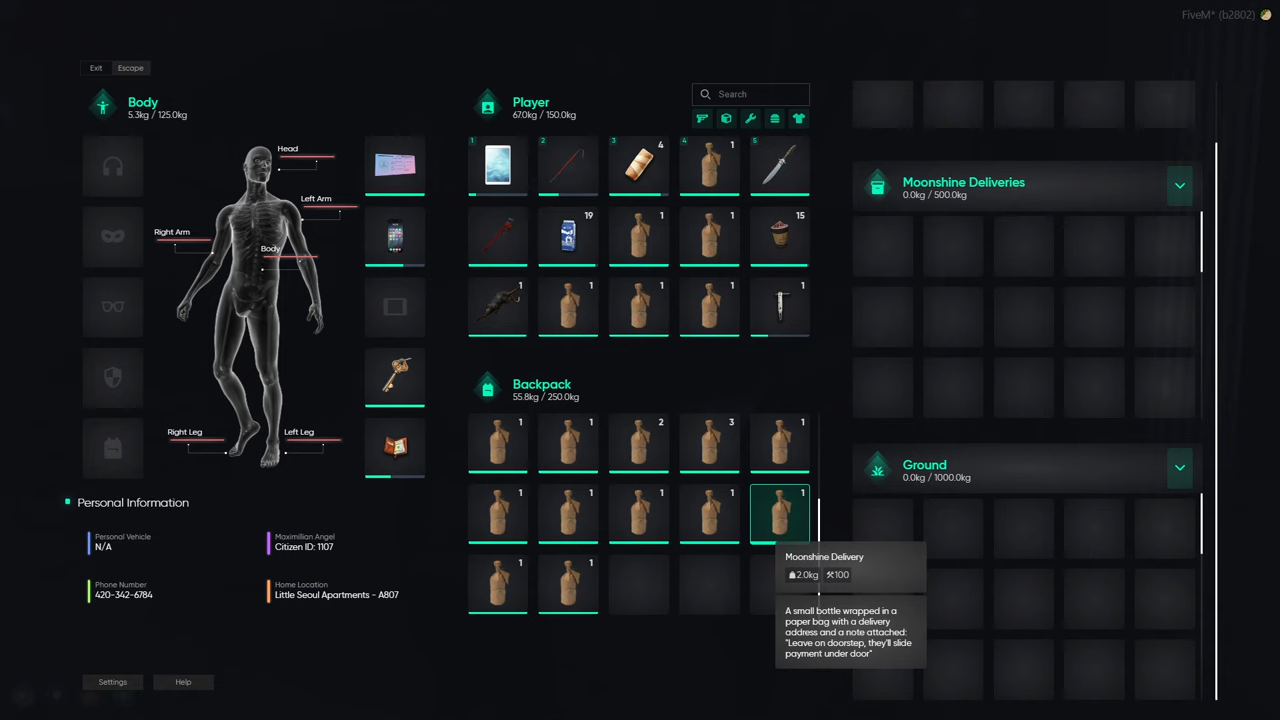 FiveM* (b2802)
Exit Escape
Body
5.3kg / 125.0kg
Head
Left Arm
Right Arm
Body
Right Leg
Left Leg
Personal Information
Personal Vehicle
N/A
Maximillian Angel
Citizen ID: 1107
Phone Number
420-342-6784
Home Location
Little Seoul Apartments - A807
Settings
Help
Player
67.0kg / 150.0kg
Search
1 2 3 4 4 1 5
19 1 1 15
1 1 1 1 1
Backpack
55.8kg / 250.0kg
1 1 2 3 1
1 1 1 1 1
1 1
Moonshine Delivery
2.0kg 100
A small bottle wrapped in a
paper bag with a delivery
address and a note attached:
"Leave on doorstep, they'll slide
payment under door"
Moonshine Deliveries
0.0kg / 500.0kg
Ground
0.0kg / 1000.0kg